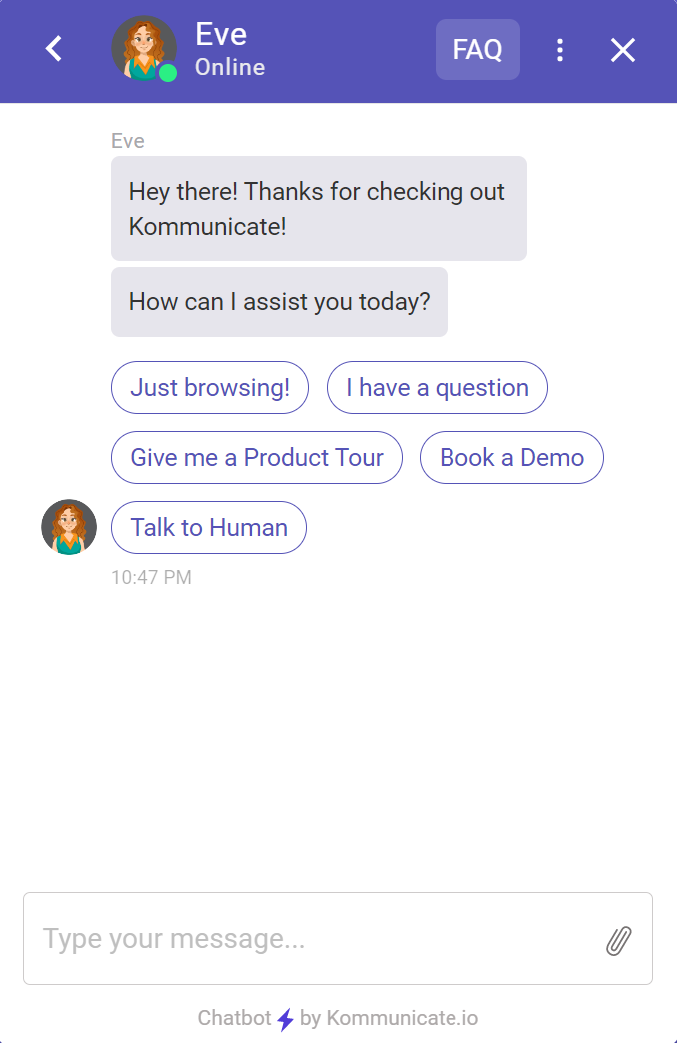 Eve
Online
FAQ
Eve
Hey there! Thanks for checking out
Kommunicate!
How can I assist you today?
Just browsing!
I have a question
Give me a Product Tour
Book a Demo
Talk to Human
10:47 PM
Type your message...
Chatbot by Kommunicate.io